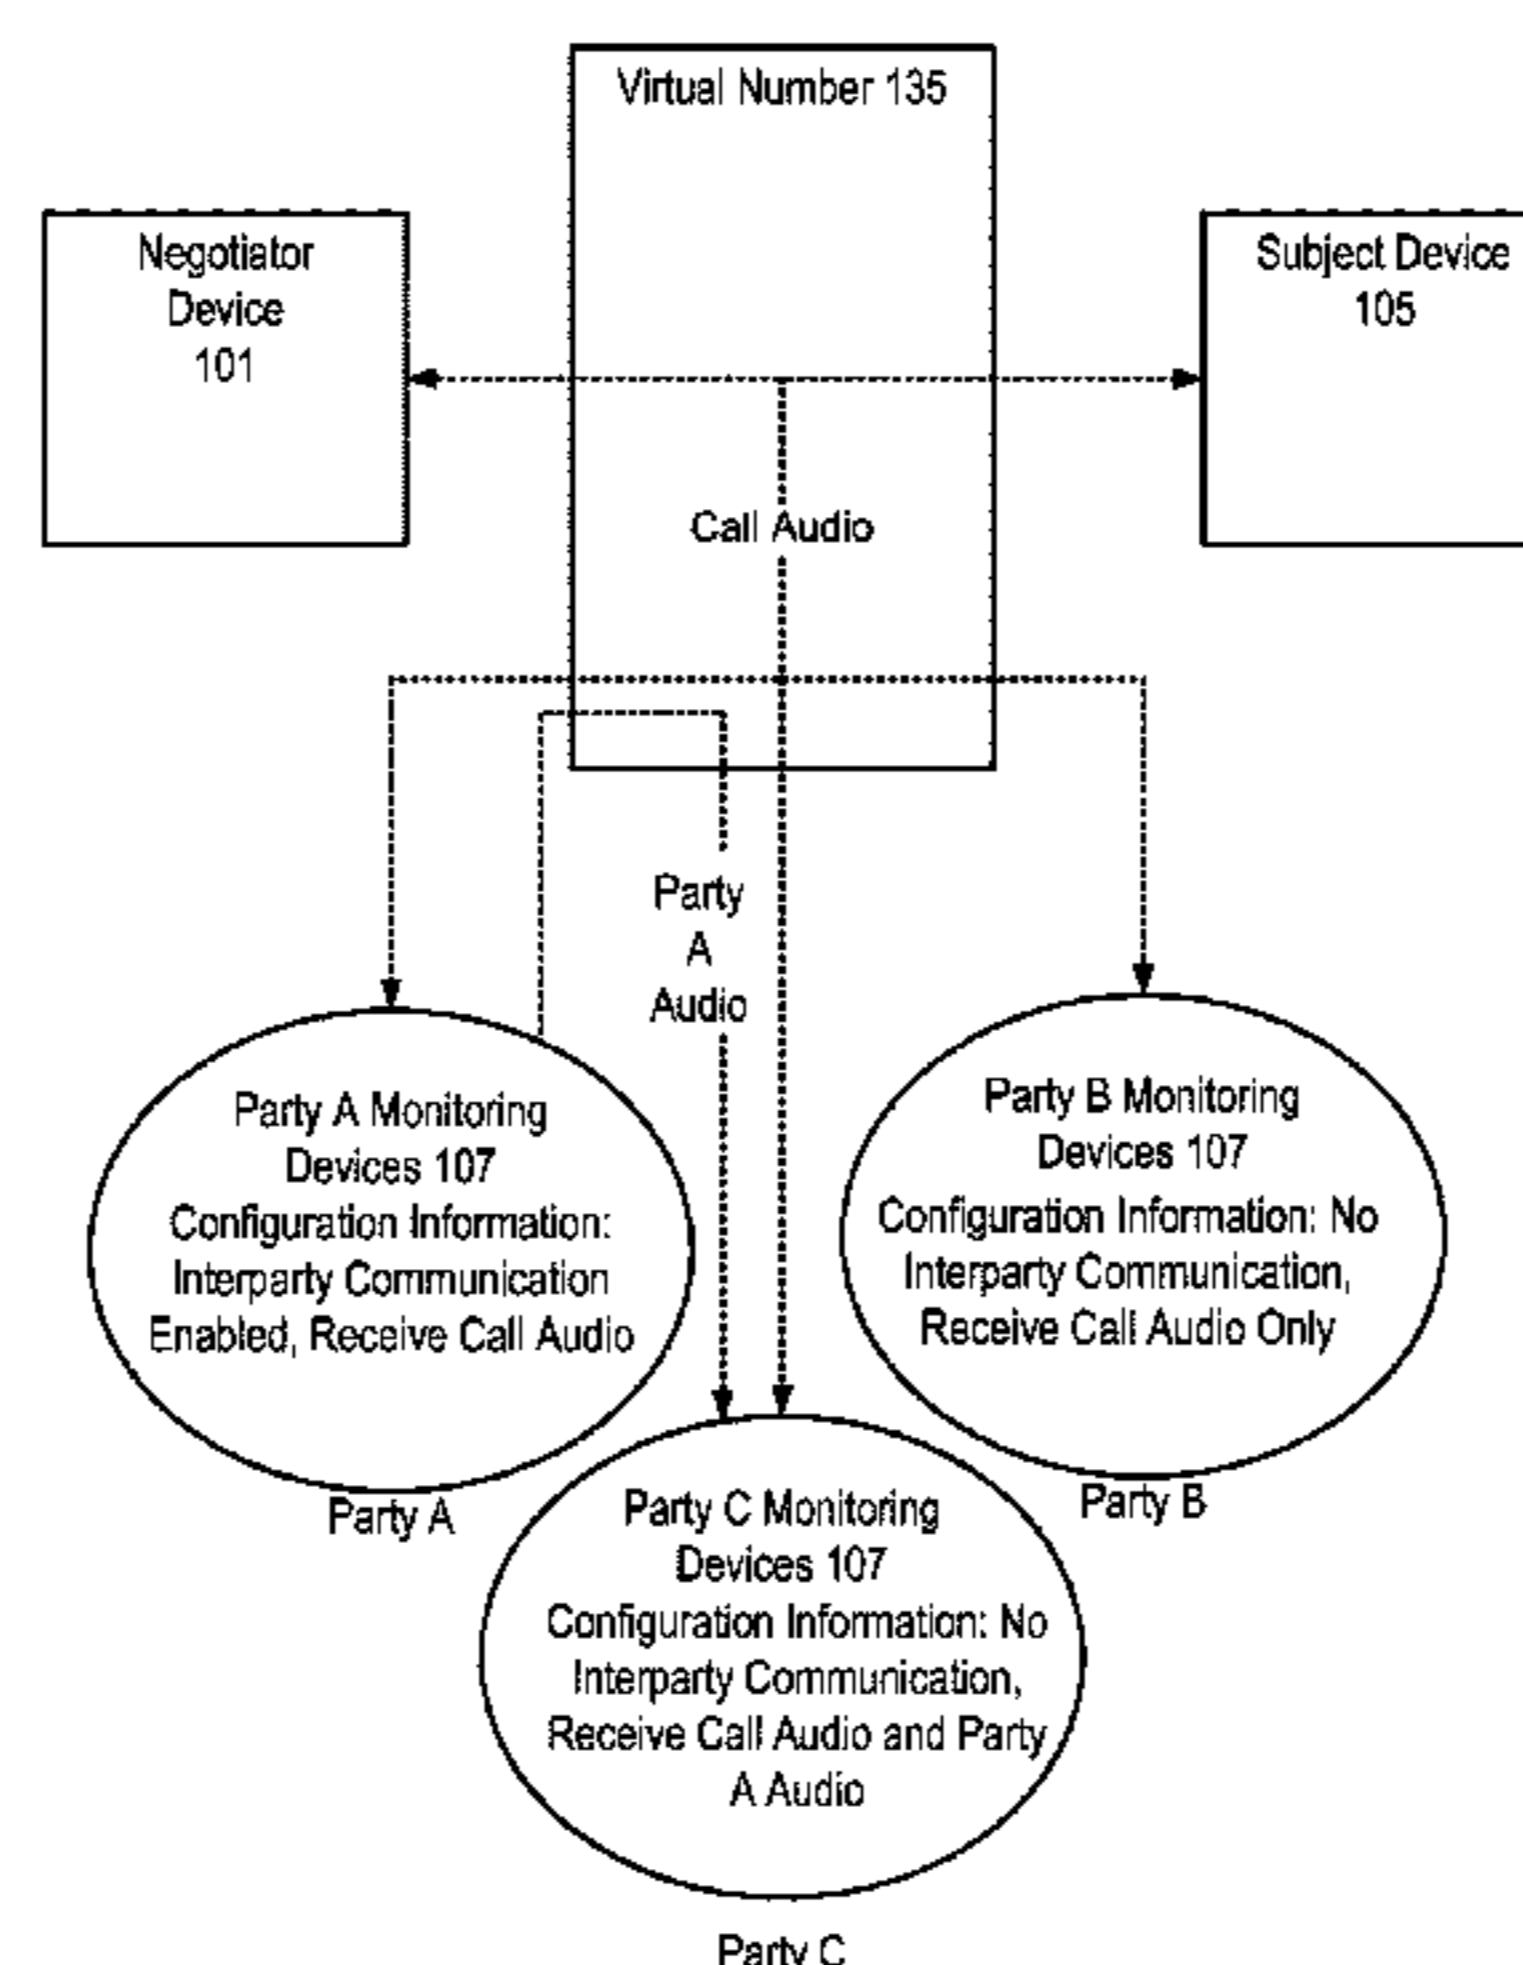 Virtual Number 135
Negotiator
Device
101
Subject Device
105
Call Audio
Party
A
Audio
Party A Monitoring
Devices 107
Configuration Information:
Interparty Communication
Enabled, Receive Call Audio
Party A
Party B Monitoring
Devices 107
Configuration Information: No
Interparty Communication,
Receive Call Audio Only
Party B
Party C Monitoring
Devices 107
Configuration Information: No
Interparty Communication,
Receive Call Audio and Party
A Audio
Party C